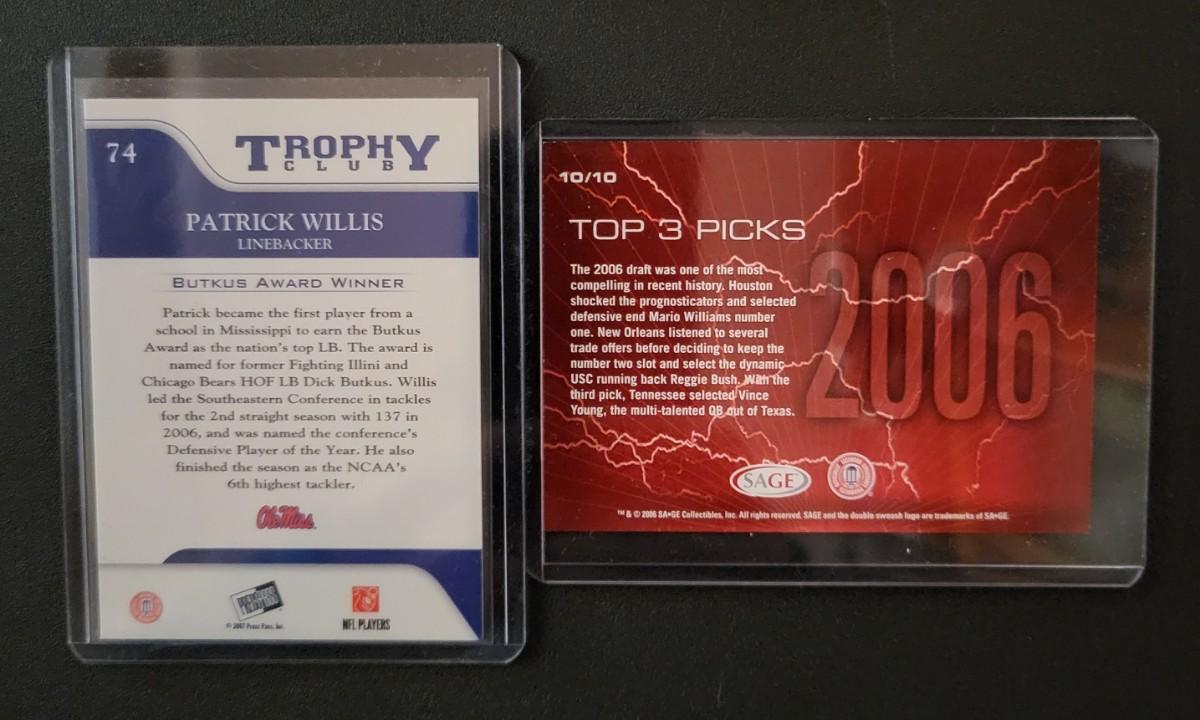 74
TROPHY
CLUB
PATRICK WILLIS
LINEBACKER
BUTKUS AWARD WINNER
Patrick became the first player from a
school in Mississippi to earn the Butkus
Award as the nation's top LB. The award is
named for former Fighting Illini and
Chicago Bears HOF LB Dick Butkus. Willis
led the Southeastern Conference in tackles
for the 2nd straight season with 137 in
2006, and was named the conference's
Defensive Player of the Year. He also
finished the season as the NCAA's
6th highest tackler.
Ole Miss
© 2007 Press Pass, Inc.
NFL PLAYERS
10/10
TOP 3 PICKS
The 2006 draft was one of the most
compelling in recent history. Houston
shocked the prognosticators and selected
defensive end Mario Williams number
one. New Orleans listened to several
trade offers before deciding to keep the
number two slot and select the dynamic
USC running back Reggie Bush. With the
third pick, Tennessee selected Vince
Young, the multi-talented QB out of Texas.
2006
SAGE
™ & © 2006 SA•GE Collectibles, Inc. All rights reserved. SAGE and the double swoosh logo are trademarks of SA•GE.